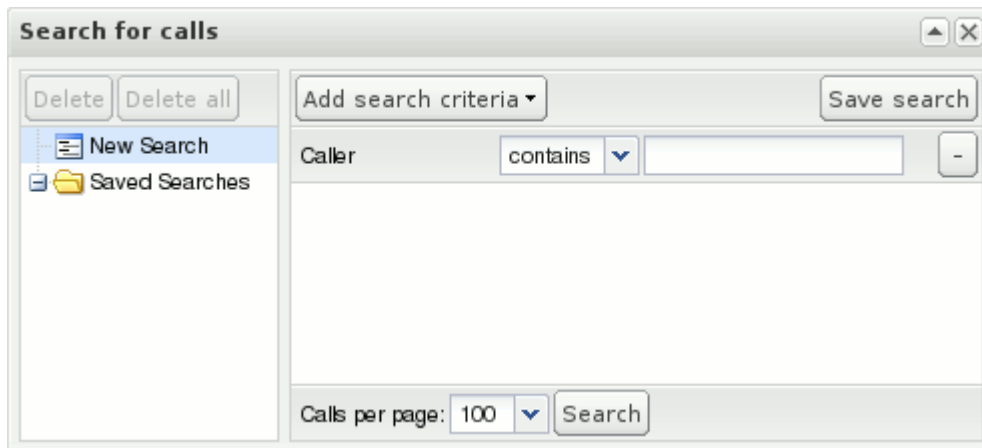 Search for calls
Delete Delete all
Add search criteria
Save search
New Search
Saved Searches
Caller contains -
Calls per page: 100 Search